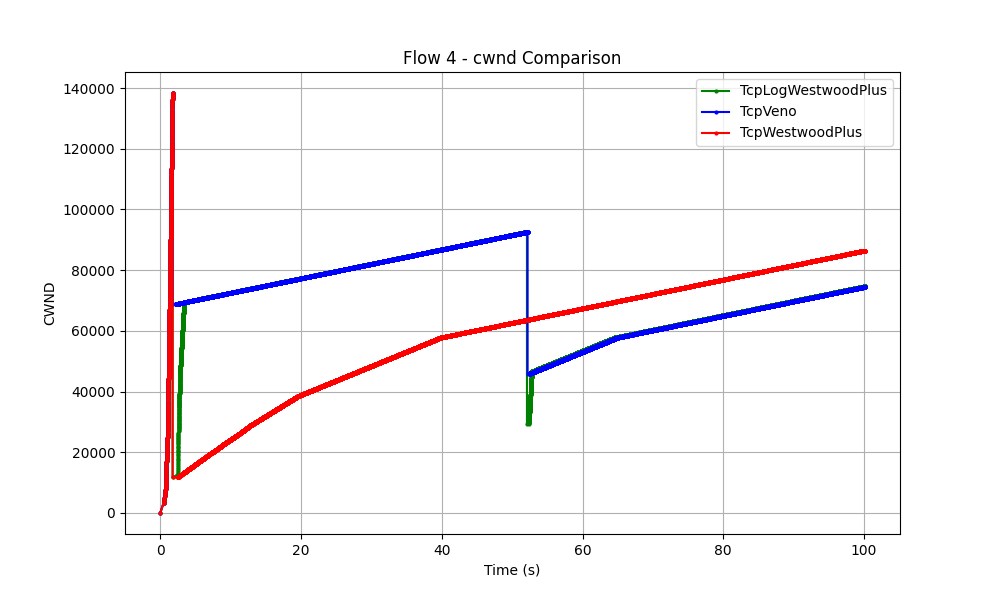 Flow 4 - cwnd Comparison
TcpLogWestwoodPlus
TcpVeno
TcpWestwoodPlus
CWND
140000
120000
100000
80000
60000
40000
20000
0
0 20 40 60 80 100
Time (s)